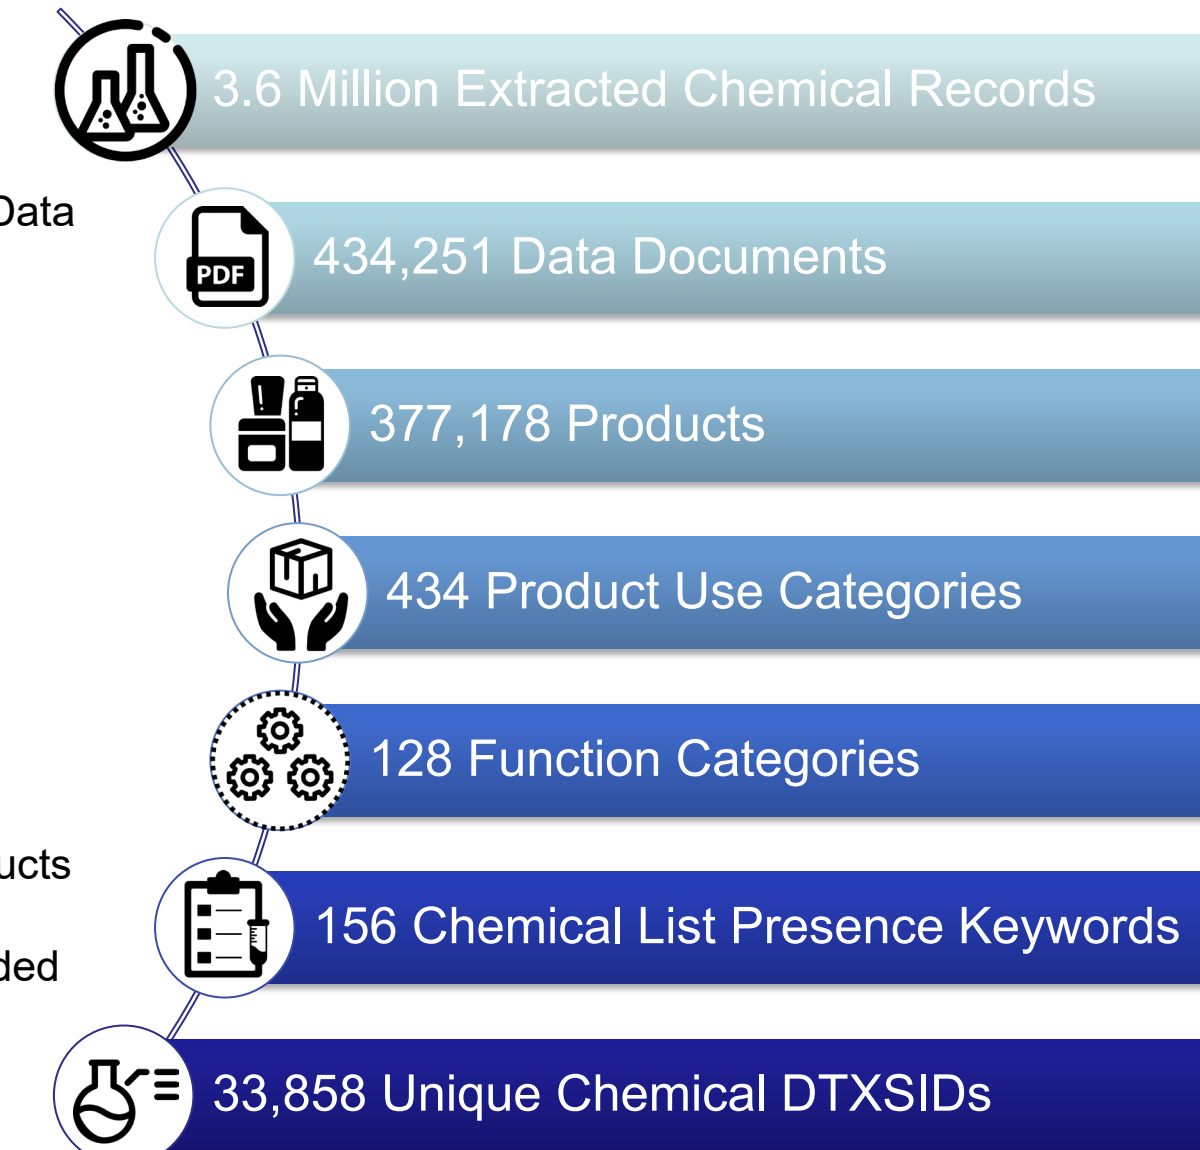 3.6 Million Extracted Chemical Records
Data
PDF
434,251 Data Documents
377,178 Products
434 Product Use Categories
128 Function Categories
ucts
156 Chemical List Presence Keywords
ded
33,858 Unique Chemical DTXSIDs